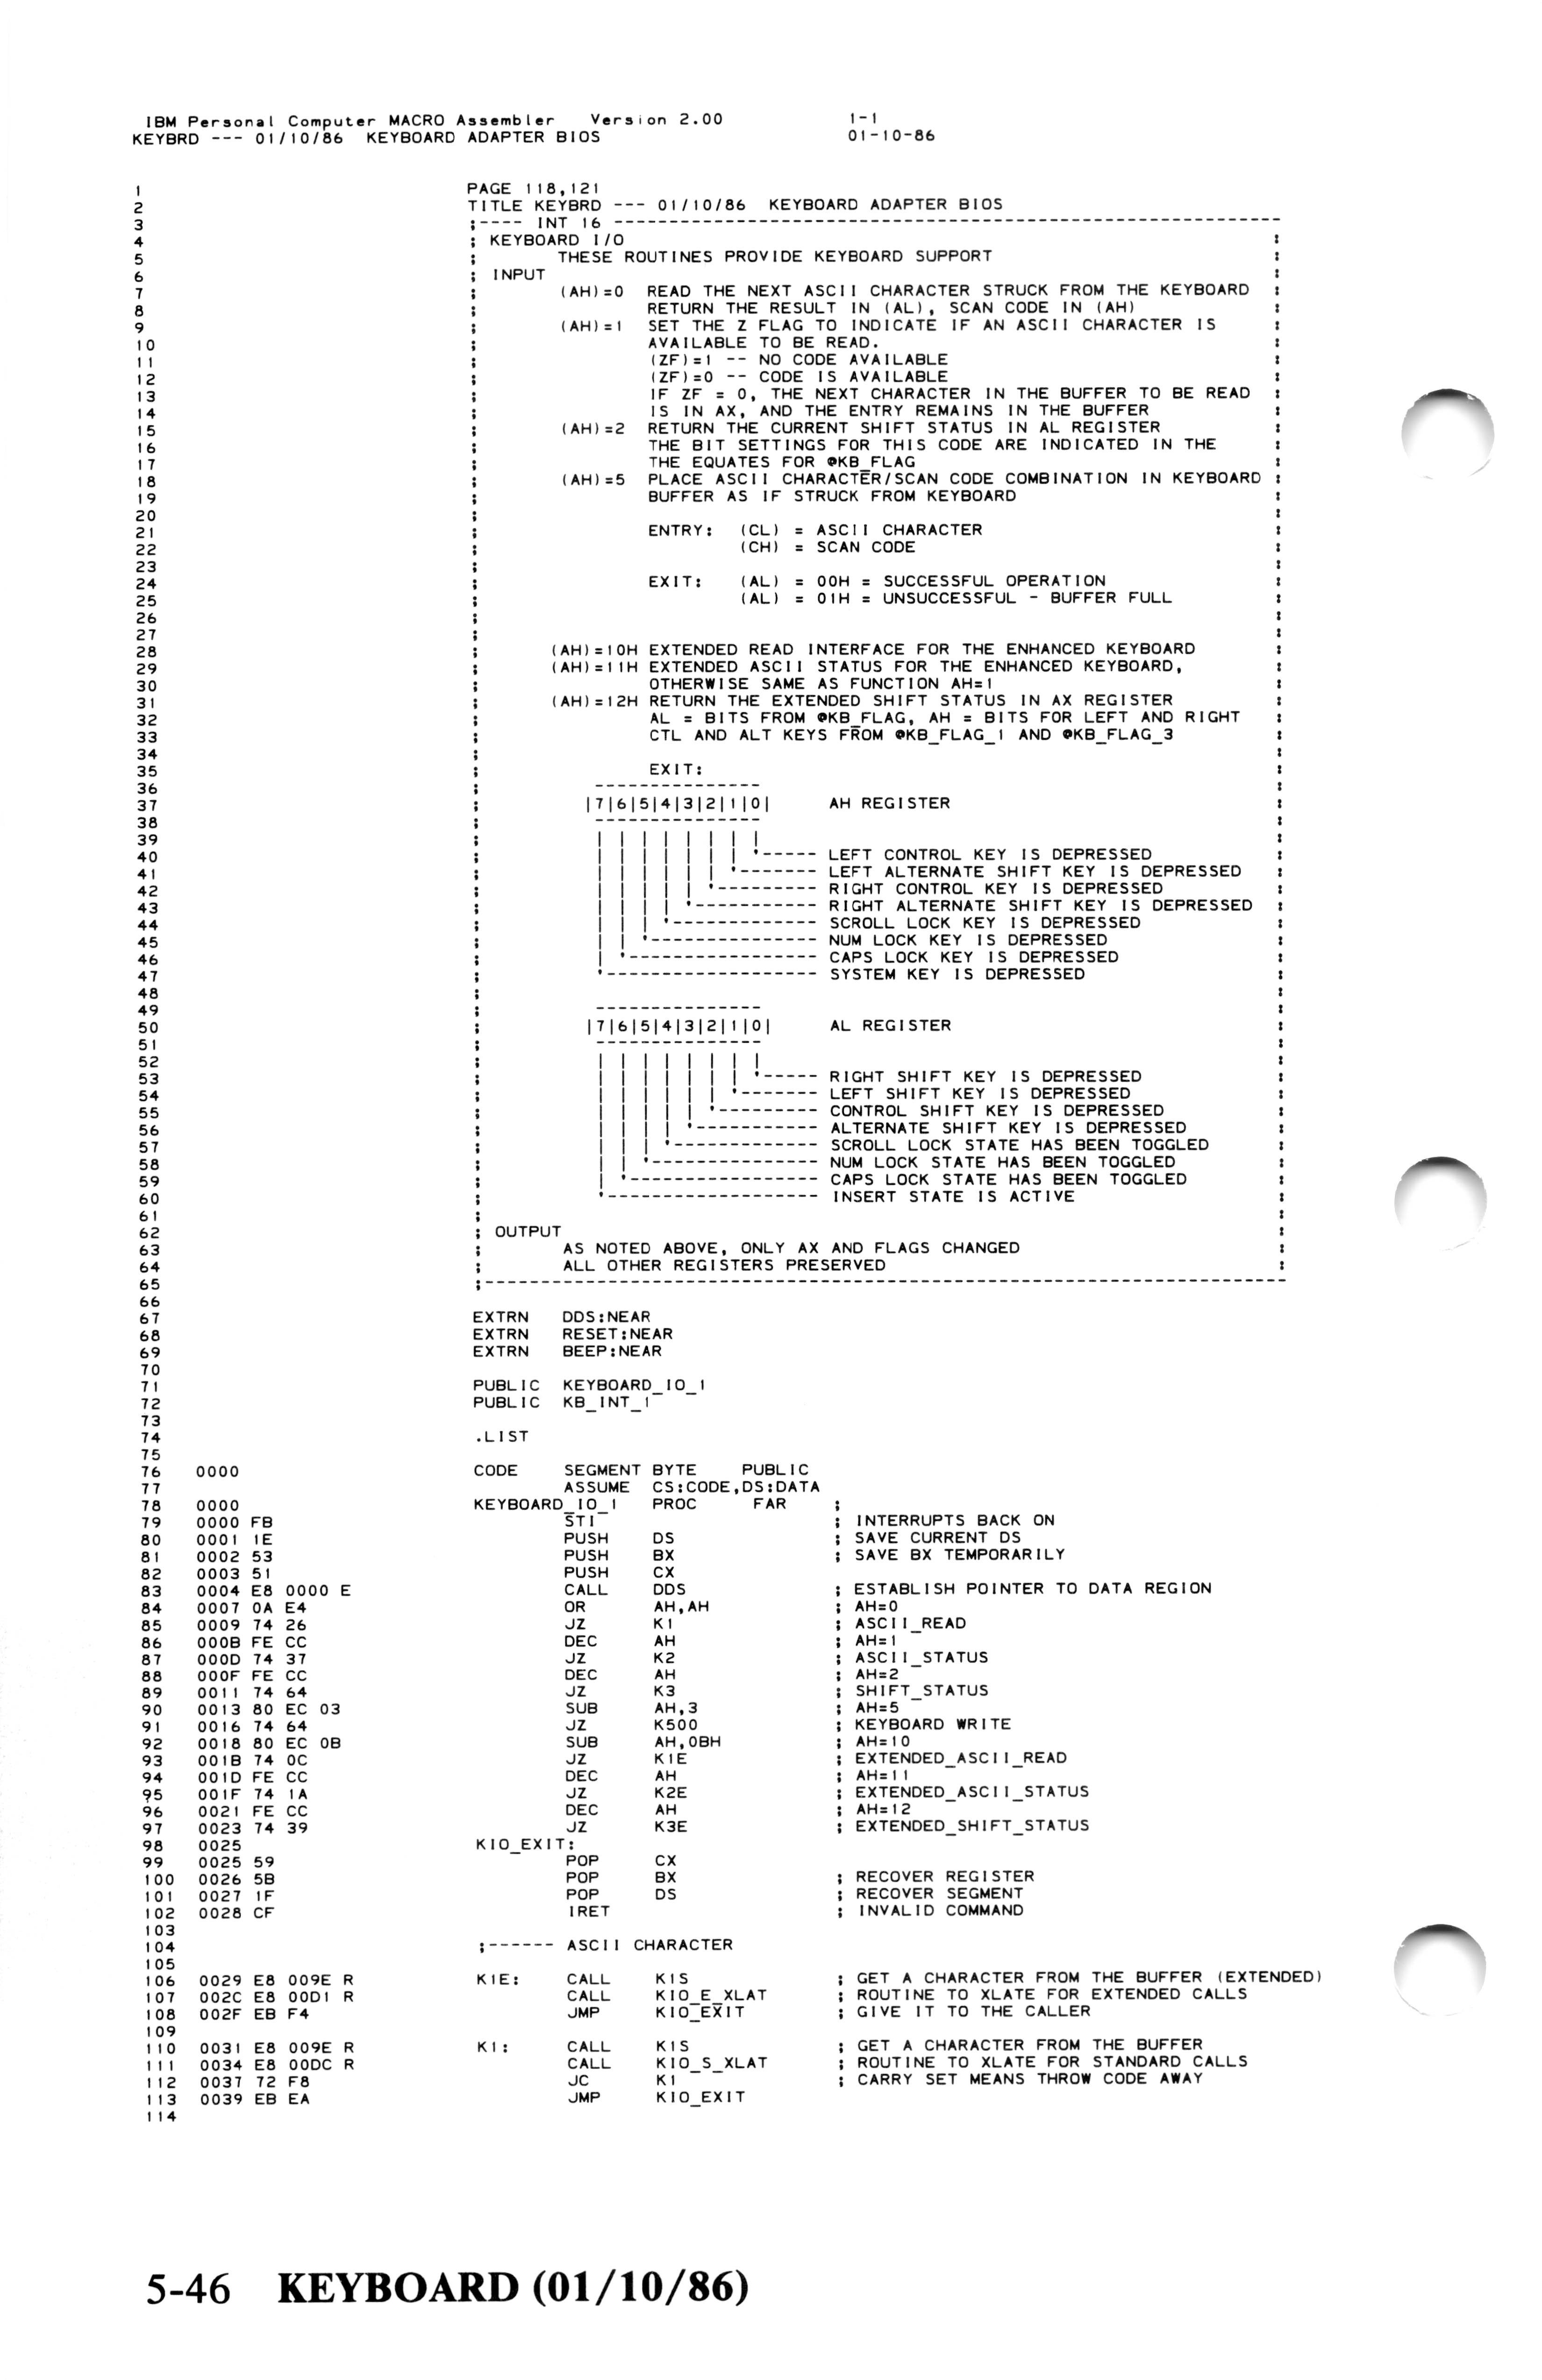 IBM Personal Computer MACRO Assembler   Version 2.00          1-1
KEYBRD --- 01/10/86  KEYBOARD ADAPTER BIOS                    01-10-86
1 PAGE 118,121
2 TITLE KEYBRD --- 01/10/86  KEYBOARD ADAPTER BIOS
3 ;---- INT 16 ------------------------------------------------------------
4 ; KEYBOARD I/O :
5 ; THESE ROUTINES PROVIDE KEYBOARD SUPPORT :
6 ; INPUT :
7 ; (AH)=0 READ THE NEXT ASCII CHARACTER STRUCK FROM THE KEYBOARD :
8 ; RETURN THE RESULT IN (AL), SCAN CODE IN (AH) :
9 ; (AH)=1 SET THE Z FLAG TO INDICATE IF AN ASCII CHARACTER IS :
10 ; AVAILABLE TO BE READ. :
11 ; (ZF)=1 -- NO CODE AVAILABLE :
12 ; (ZF)=0 -- CODE IS AVAILABLE :
13 ; IF ZF = 0, THE NEXT CHARACTER IN THE BUFFER TO BE READ :
14 ; IS IN AX, AND THE ENTRY REMAINS IN THE BUFFER :
15 ; (AH)=2 RETURN THE CURRENT SHIFT STATUS IN AL REGISTER :
16 ; THE BIT SETTINGS FOR THIS CODE ARE INDICATED IN THE :
17 ; THE EQUATES FOR @KB_FLAG :
18 ; (AH)=5 PLACE ASCII CHARACTER/SCAN CODE COMBINATION IN KEYBOARD :
19 ; BUFFER AS IF STRUCK FROM KEYBOARD :
20 ; :
21 ; ENTRY: (CL) = ASCII CHARACTER :
22 ; (CH) = SCAN CODE :
23 ; :
24 ; EXIT: (AL) = 00H = SUCCESSFUL OPERATION :
25 ; (AL) = 01H = UNSUCCESSFUL - BUFFER FULL :
26 ; :
27 ; :
28 ; (AH)=10H EXTENDED READ INTERFACE FOR THE ENHANCED KEYBOARD :
29 ; (AH)=11H EXTENDED ASCII STATUS FOR THE ENHANCED KEYBOARD, :
30 ; OTHERWISE SAME AS FUNCTION AH=1 :
31 ; (AH)=12H RETURN THE EXTENDED SHIFT STATUS IN AX REGISTER :
32 ; AL = BITS FROM @KB_FLAG, AH = BITS FOR LEFT AND RIGHT :
33 ; CTL AND ALT KEYS FROM @KB_FLAG_1 AND @KB_FLAG_3 :
34 ; :
35 ; EXIT: :
36 ; --------------- :
37 ; |7|6|5|4|3|2|1|0| AH REGISTER :
38 ; --------------- :
39 ; | | | | | | | | :
40 ; | | | | | | | '----- LEFT CONTROL KEY IS DEPRESSED :
41 ; | | | | | | '------- LEFT ALTERNATE SHIFT KEY IS DEPRESSED :
42 ; | | | | | '--------- RIGHT CONTROL KEY IS DEPRESSED :
43 ; | | | | '----------- RIGHT ALTERNATE SHIFT KEY IS DEPRESSED :
44 ; | | | '------------- SCROLL LOCK KEY IS DEPRESSED :
45 ; | | '--------------- NUM LOCK KEY IS DEPRESSED :
46 ; | '----------------- CAPS LOCK KEY IS DEPRESSED :
47 ; '------------------- SYSTEM KEY IS DEPRESSED :
48 ; :
49 ; --------------- :
50 ; |7|6|5|4|3|2|1|0| AL REGISTER :
51 ; --------------- :
52 ; | | | | | | | | :
53 ; | | | | | | | '----- RIGHT SHIFT KEY IS DEPRESSED :
54 ; | | | | | | '------- LEFT SHIFT KEY IS DEPRESSED :
55 ; | | | | | '--------- CONTROL SHIFT KEY IS DEPRESSED :
56 ; | | | | '----------- ALTERNATE SHIFT KEY IS DEPRESSED :
57 ; | | | '------------- SCROLL LOCK STATE HAS BEEN TOGGLED :
58 ; | | '--------------- NUM LOCK STATE HAS BEEN TOGGLED :
59 ; | '----------------- CAPS LOCK STATE HAS BEEN TOGGLED :
60 ; '------------------- INSERT STATE IS ACTIVE :
61 ; :
62 ; OUTPUT :
63 ; AS NOTED ABOVE, ONLY AX AND FLAGS CHANGED :
64 ; ALL OTHER REGISTERS PRESERVED :
65 ;------------------------------------------------------------------------
66
67 EXTRN DDS:NEAR
68 EXTRN RESET:NEAR
69 EXTRN BEEP:NEAR
70
71 PUBLIC KEYBOARD_IO_1
72 PUBLIC KB_INT_1
73
74 .LIST
75
76 0000 CODE SEGMENT BYTE PUBLIC
77 ASSUME CS:CODE,DS:DATA
78 0000 KEYBOARD_IO_1 PROC FAR ;
79 0000 FB STI ; INTERRUPTS BACK ON
80 0001 1E PUSH DS ; SAVE CURRENT DS
81 0002 53 PUSH BX ; SAVE BX TEMPORARILY
82 0003 51 PUSH CX
83 0004 E8 0000 E CALL DDS ; ESTABLISH POINTER TO DATA REGION
84 0007 0A E4 OR AH,AH ; AH=0
85 0009 74 26 JZ K1 ; ASCII_READ
86 000B FE CC DEC AH ; AH=1
87 000D 74 37 JZ K2 ; ASCII_STATUS
88 000F FE CC DEC AH ; AH=2
89 0011 74 64 JZ K3 ; SHIFT_STATUS
90 0013 80 EC 03 SUB AH,3 ; AH=5
91 0016 74 64 JZ K500 ; KEYBOARD WRITE
92 0018 80 EC 0B SUB AH,0BH ; AH=10
93 001B 74 0C JZ K1E ; EXTENDED_ASCII_READ
94 001D FE CC DEC AH ; AH=11
95 001F 74 1A JZ K2E ; EXTENDED_ASCII_STATUS
96 0021 FE CC DEC AH ; AH=12
97 0023 74 39 JZ K3E ; EXTENDED_SHIFT_STATUS
98 0025 KIO_EXIT:
99 0025 59 POP CX
100 0026 5B POP BX ; RECOVER REGISTER
101 0027 1F POP DS ; RECOVER SEGMENT
102 0028 CF IRET ; INVALID COMMAND
103
104 ;------ ASCII CHARACTER
105
106 0029 E8 009E R K1E: CALL K1S ; GET A CHARACTER FROM THE BUFFER (EXTENDED)
107 002C E8 00D1 R CALL KIO_E_XLAT ; ROUTINE TO XLATE FOR EXTENDED CALLS
108 002F EB F4 JMP KIO_EXIT ; GIVE IT TO THE CALLER
109
110 0031 E8 009E R K1: CALL K1S ; GET A CHARACTER FROM THE BUFFER
111 0034 E8 00DC R CALL KIO_S_XLAT ; ROUTINE TO XLATE FOR STANDARD CALLS
112 0037 72 F8 JC K1 ; CARRY SET MEANS THROW CODE AWAY
113 0039 EB EA JMP KIO_EXIT
114
5-46 KEYBOARD (01/10/86)